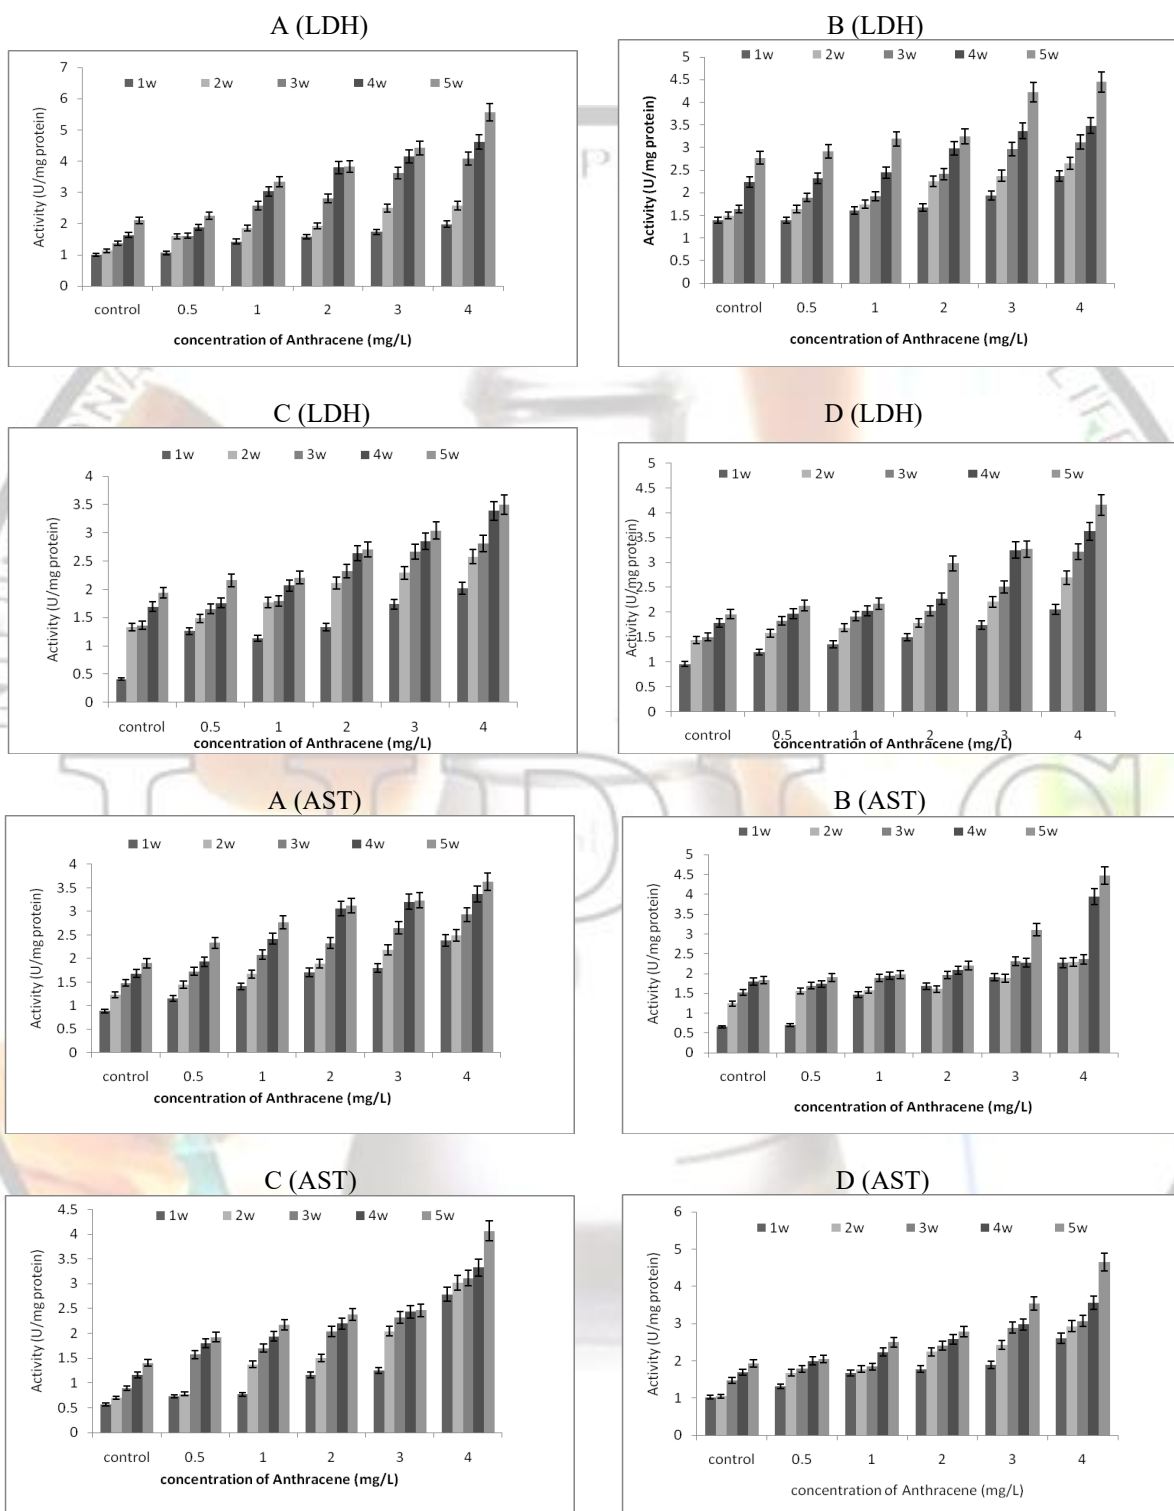 A (LDH)
7
6
5
4
3
2
1
0
Activity (U/mg protein)
1w 2w 3w 4w 5w
control 0.5 1 2 3 4
concentration of Anthracene (mg/L)
B (LDH)
5
4.5
4
3.5
3
2.5
2
1.5
1
0.5
0
Activity (U/mg protein)
1w 2w 3w 4w 5w
control 0.5 1 2 3 4
concentration of Anthracene (mg/L)
C (LDH)
1w 2w 3w 4w 5w
4
3.5
3
2.5
2
1.5
1
0.5
0
Activity (U/mg protein)
control 0.5 1 2 3 4
concentration of Anthracene (mg/L)
D (LDH)
5
4.5
4
3.5
3
2.5
2
1.5
1
0.5
0
Activity (U/mg protein)
1w 2w 3w 4w 5w
control 0.5 1 2 3 4
concentration of Anthracene (mg/L)
A (AST)
1w 2w 3w 4w 5w
4
3.5
3
2.5
2
1.5
1
0.5
0
Activity (U/mg protein)
control 0.5 1 2 3 4
concentration of Anthracene (mg/L)
B (AST)
1w 2w 3w 4w 5w
5
4.5
4
3.5
3
2.5
2
1.5
1
0.5
0
Activity (U/mg protein)
control 0.5 1 2 3 4
concentration of Anthracene (mg/L)
C (AST)
4.5
4
3.5
3
2.5
2
1.5
1
0.5
0
Activity (U/mg protein)
1w 2w 3w 4w 5w
control 0.5 1 2 3 4
concentration of Anthracene (mg/L)
D (AST)
6
5
4
3
2
1
0
Activity (U/mg protein)
1w 2w 3w 4w 5w
control 0.5 1 2 3 4
concentration of Anthracene (mg/L)